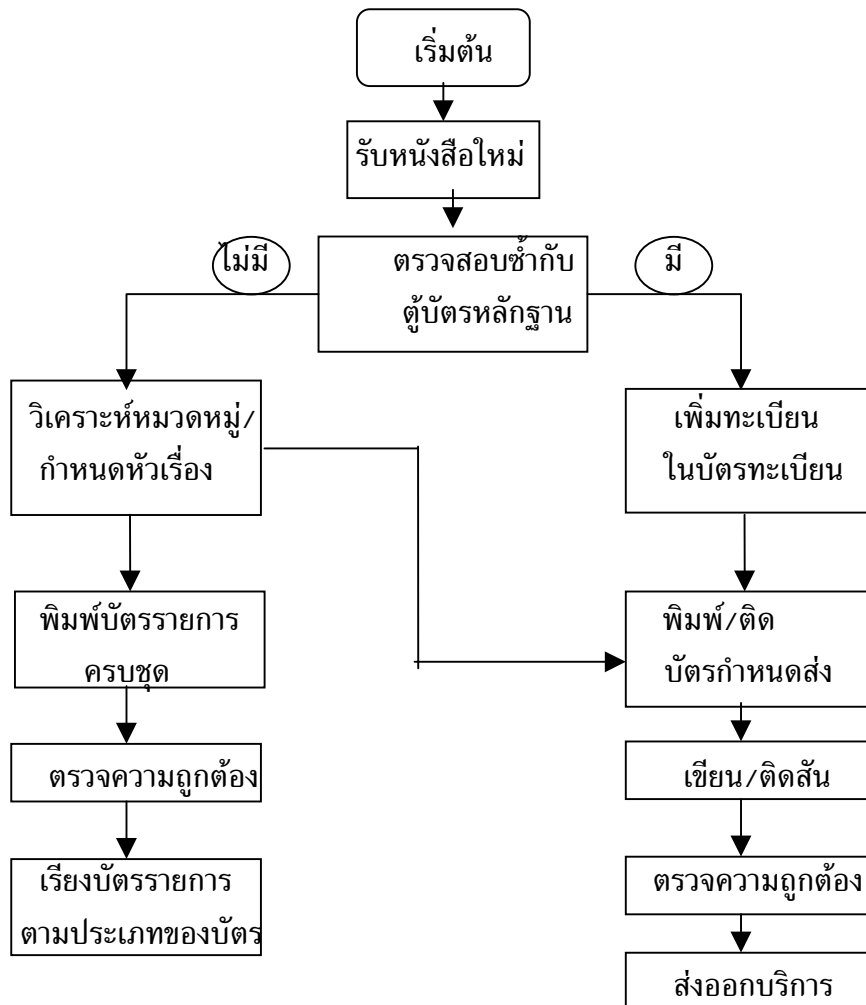 เริ่มต้น
รับหนังสือใหม่
ไม่มี
ตรวจสอบซ้ำกับ
ตู้บัตรหลักฐาน
มี
วิเคราะห์หมวดหมู่/
กำหนดหัวเรื่อง
เพิ่มทะเบียน
ในบัตรทะเบียน
พิมพ์บัตรรายการ
ครบชุด
พิมพ์/ติด
บัตรกำหนดส่ง
ตรวจความถูกต้อง
เขียน/ติดสัน
เรียงบัตรรายการ
ตามประเภทของบัตร
ตรวจความถูกต้อง
ส่งออกบริการ